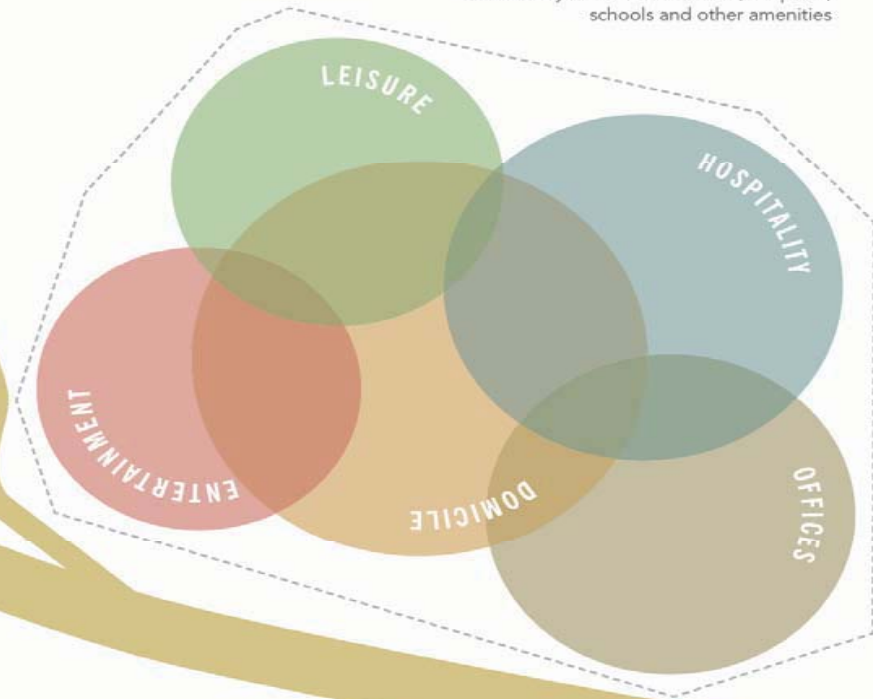 schools and other amenities
LEISURE
HOSPITALITY
ENTERTAINMENT
DOMICILE
OFFICES